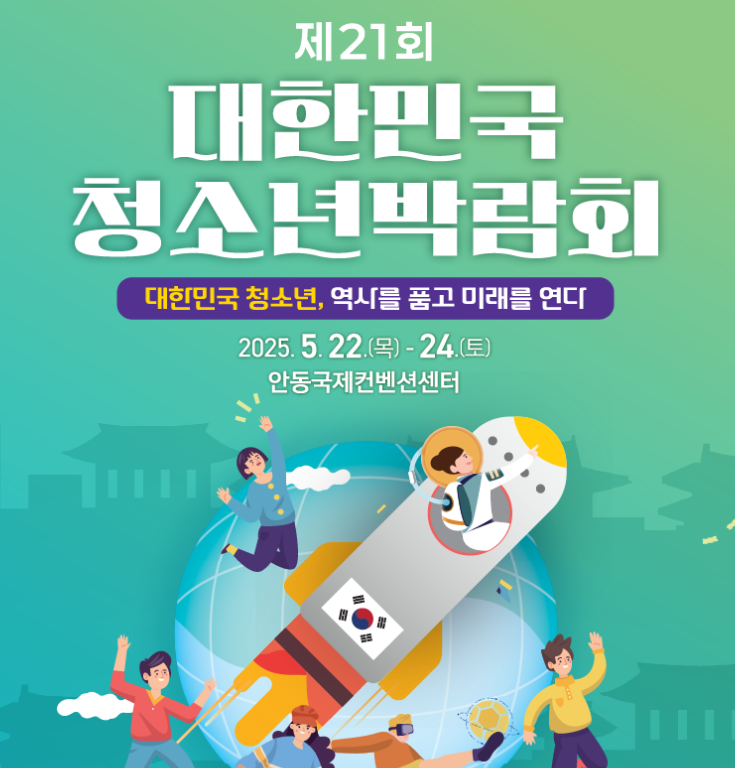 제21회
대한민국
청소년박람회
대한민국 청소년, 역사를 품고 미래를 연다
2025. 5. 22.(목) - 24.(토)
안동국제컨벤션센터